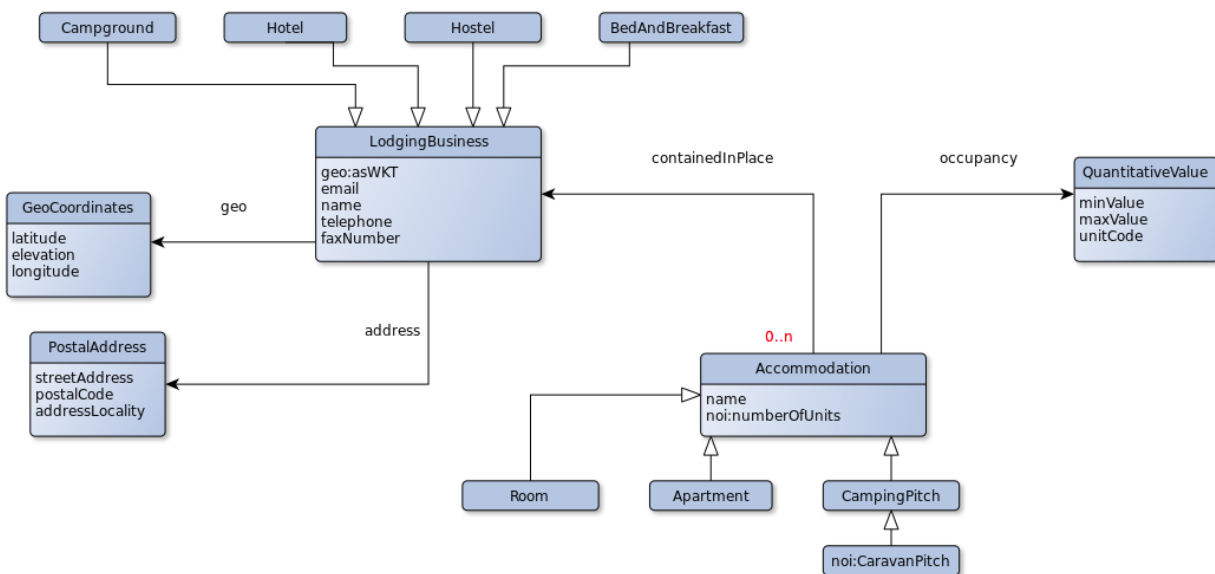 Campground
Hotel
Hostel
BedAndBreakfast
LodgingBusiness
geo:asWKT
email
name
telephone
faxNumber
containedInPlace
occupancy
QuantitativeValue
minValue
maxValue
unitCode
GeoCoordinates
latitude
elevation
longitude
geo
address
PostalAddress
streetAddress
postalCode
addressLocality
0..n
Accommodation
name
noi:numberOfUnits
Room
Apartment
CampingPitch
noi:CaravanPitch